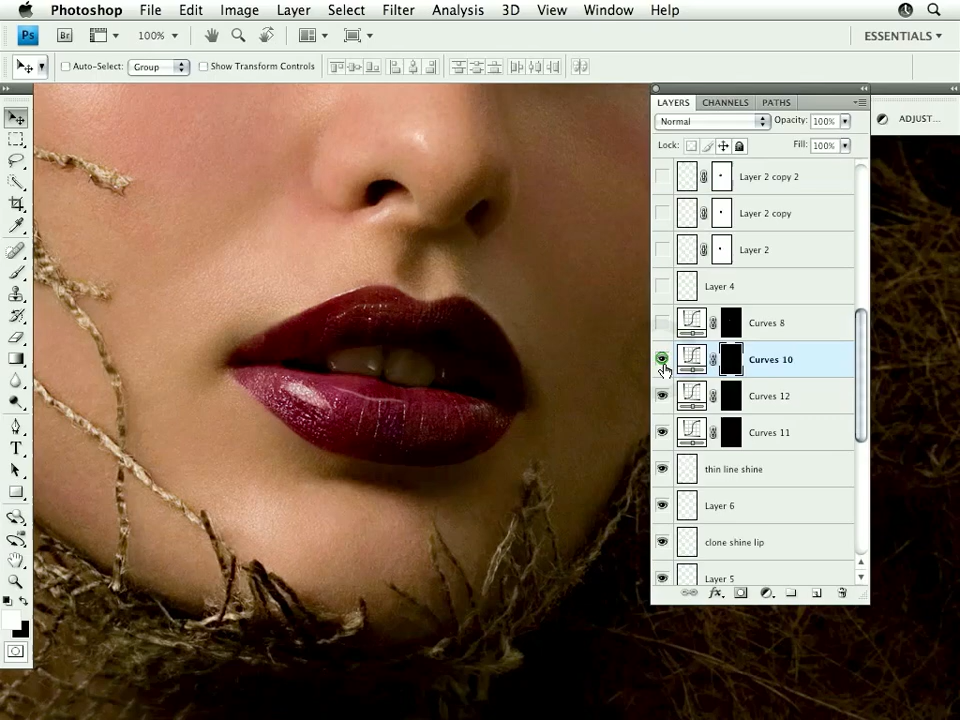 Photoshop File Edit Image Layer Select Filter Analysis 3D View Window Help
Ps Br 100% ESSENTIALS
Auto-Select: Group Show Transform Controls
LAYERS CHANNELS PATHS
Normal Opacity: 100%
ADJUST...
Lock: Fill: 100%
Layer 2 copy 2
Layer 2 copy
Layer 2
Layer 4
Curves 8
Curves 10
Curves 12
Curves 11
thin line shine
Layer 6
clone shine lip
Layer 5
T
fx